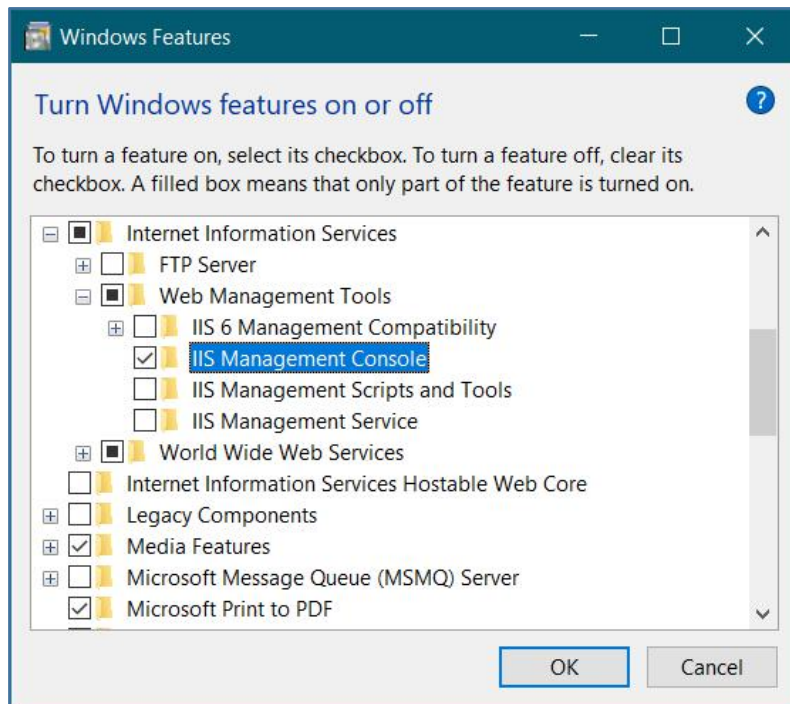 Windows Features
Turn Windows features on or off
?
To turn a feature on, select its checkbox. To turn a feature off, clear its
checkbox. A filled box means that only part of the feature is turned on.
Internet Information Services
FTP Server
Web Management Tools
IIS 6 Management Compatibility
IIS Management Console
IIS Management Scripts and Tools
IIS Management Service
World Wide Web Services
Internet Information Services Hostable Web Core
Legacy Components
Media Features
Microsoft Message Queue (MSMQ) Server
Microsoft Print to PDF
OK
Cancel